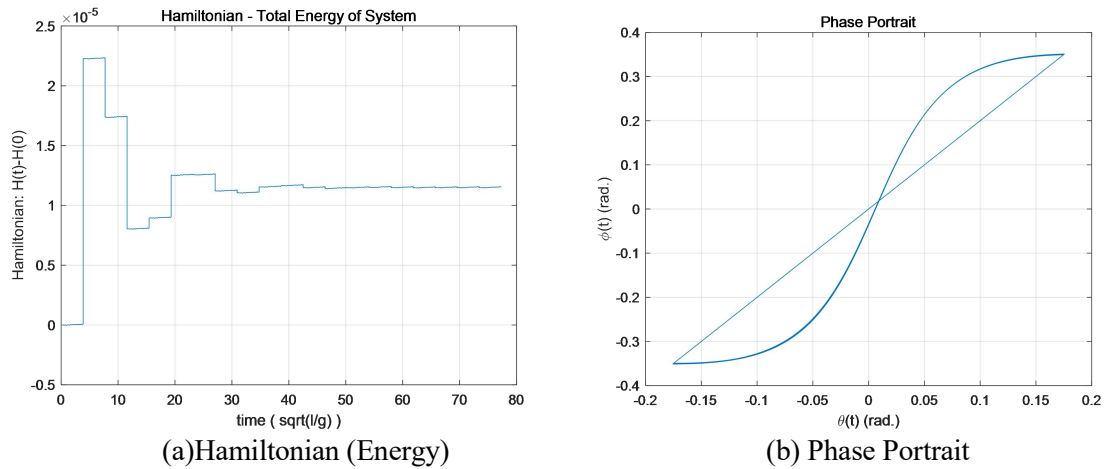 Hamiltonian - Total Energy of System
×10⁻⁵
2.5
2
1.5
1
0.5
0
-0.5
Hamiltonian: H(t)-H(0)
0 10 20 30 40 50 60 70 80
time ( sqrt(l/g) )
(a)Hamiltonian (Energy)
Phase Portrait
0.4
0.3
0.2
0.1
0
-0.1
-0.2
-0.3
-0.4
ϕ(t) (rad.)
-0.2 -0.15 -0.1 -0.05 0 0.05 0.1 0.15 0.2
θ(t) (rad.)
(b) Phase Portrait